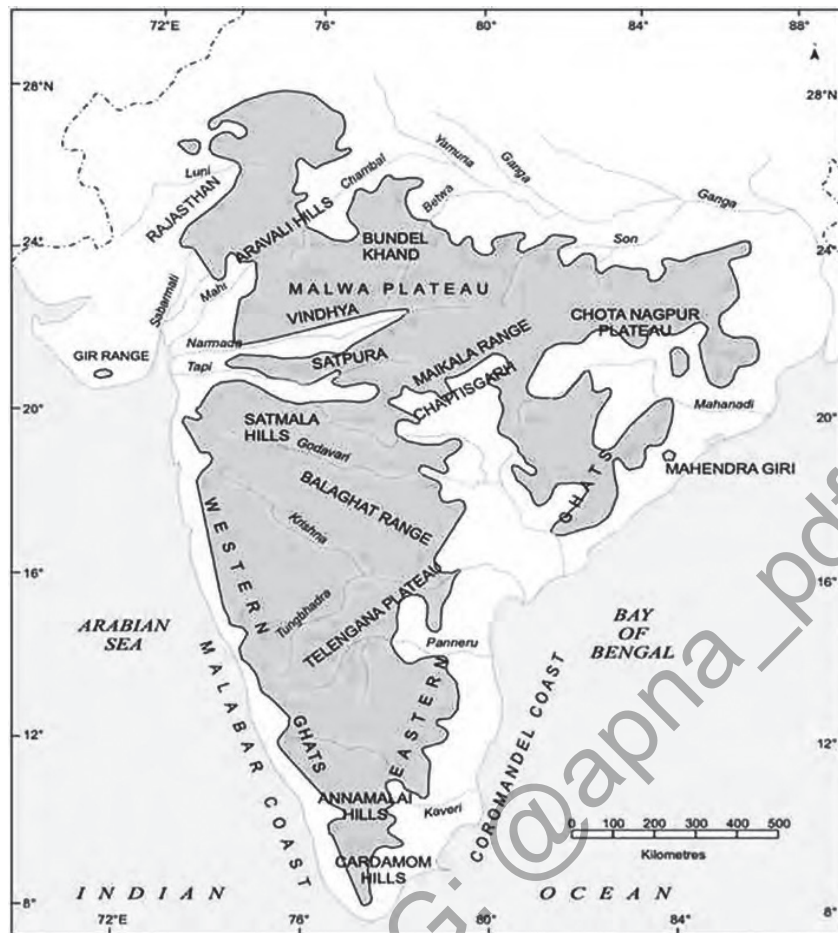 72°E 76° 80° 84° 88°
28°N
28°N
Yamuna
Ganga
Chambal
Luni
Betwa
Ganga
RAJASTHAN
ARAVALI HILLS
24°
24°
BUNDEL
KHAND
Son
Sabarmati
Mahi
MALWA PLATEAU
VINDHYA
CHOTA NAGPUR
PLATEAU
Narmada
GIR RANGE
Tapi
SATPURA
MAIKALA RANGE
CHAPTISGARH
20°
20°
Mahanadi
SATMALA
HILLS
Godavari
MAHENDRA GIRI
GHATS
BALAGHAT RANGE
WESTERN
Krishna
16°
16°
ARABIAN
SEA
Tungbhadra
TELENGANA PLATEAU
BAY
OF
BENGAL
Panneru
MALABAR COAST
EASTERN
COROMANDEL COAST
12°
12°
GHATS
ANNAMALAI
HILLS
Kaveri
0 100 200 300 400 500
Kilometres
CARDAMOM
HILLS
8°
8°
INDIAN OCEAN
72°E 76° 80° 84°
G: @apna_pdf